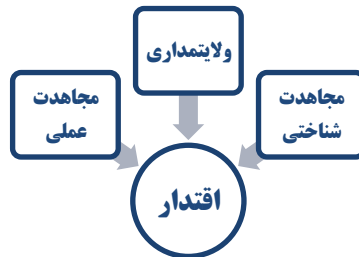 ولایتمداری
مجاهدت
شناختی
مجاهدت
عملی
اقتدار